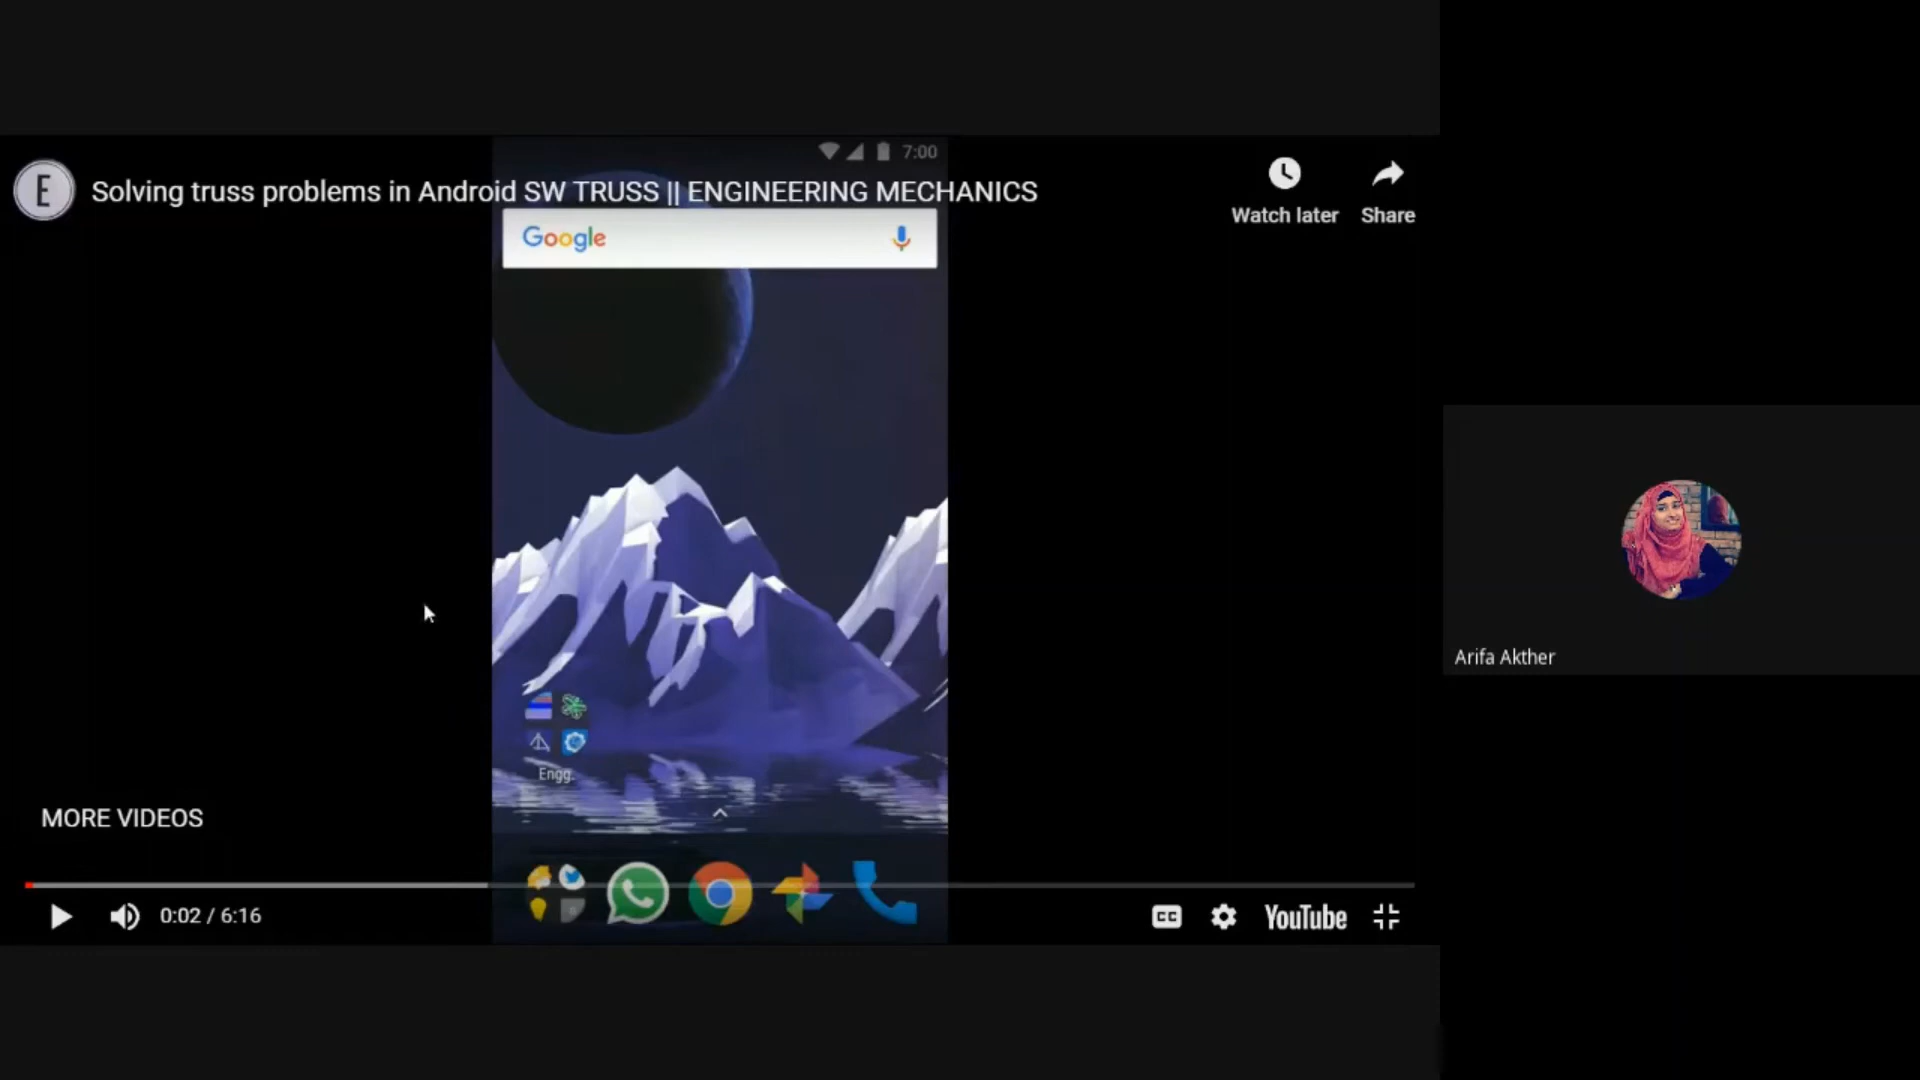 7:00
E
Solving truss problems in Android SW TRUSS || ENGINEERING MECHANICS
Watch later
Share
Google
Arifa Akther
Engg.
MORE VIDEOS
0:02 / 6:16
CC
YouTube